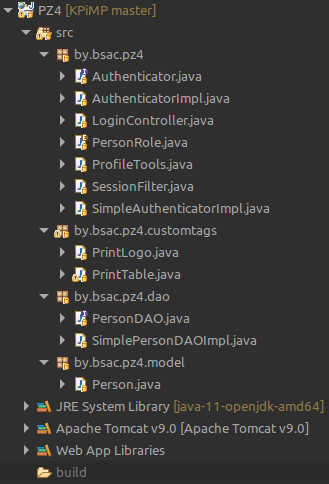 PZ4 [KPiMP master]
src
by.bsac.pz4
Authenticator.java
AuthenticatorImpl.java
LoginController.java
PersonRole.java
ProfileTools.java
SessionFilter.java
SimpleAuthenticatorImpl.java
by.bsac.pz4.customtags
PrintLogo.java
PrintTable.java
by.bsac.pz4.dao
PersonDAO.java
SimplePersonDAOImpl.java
by.bsac.pz4.model
Person.java
JRE System Library [java-11-openjdk-amd64]
Apache Tomcat v9.0 [Apache Tomcat v9.0]
Web App Libraries
build